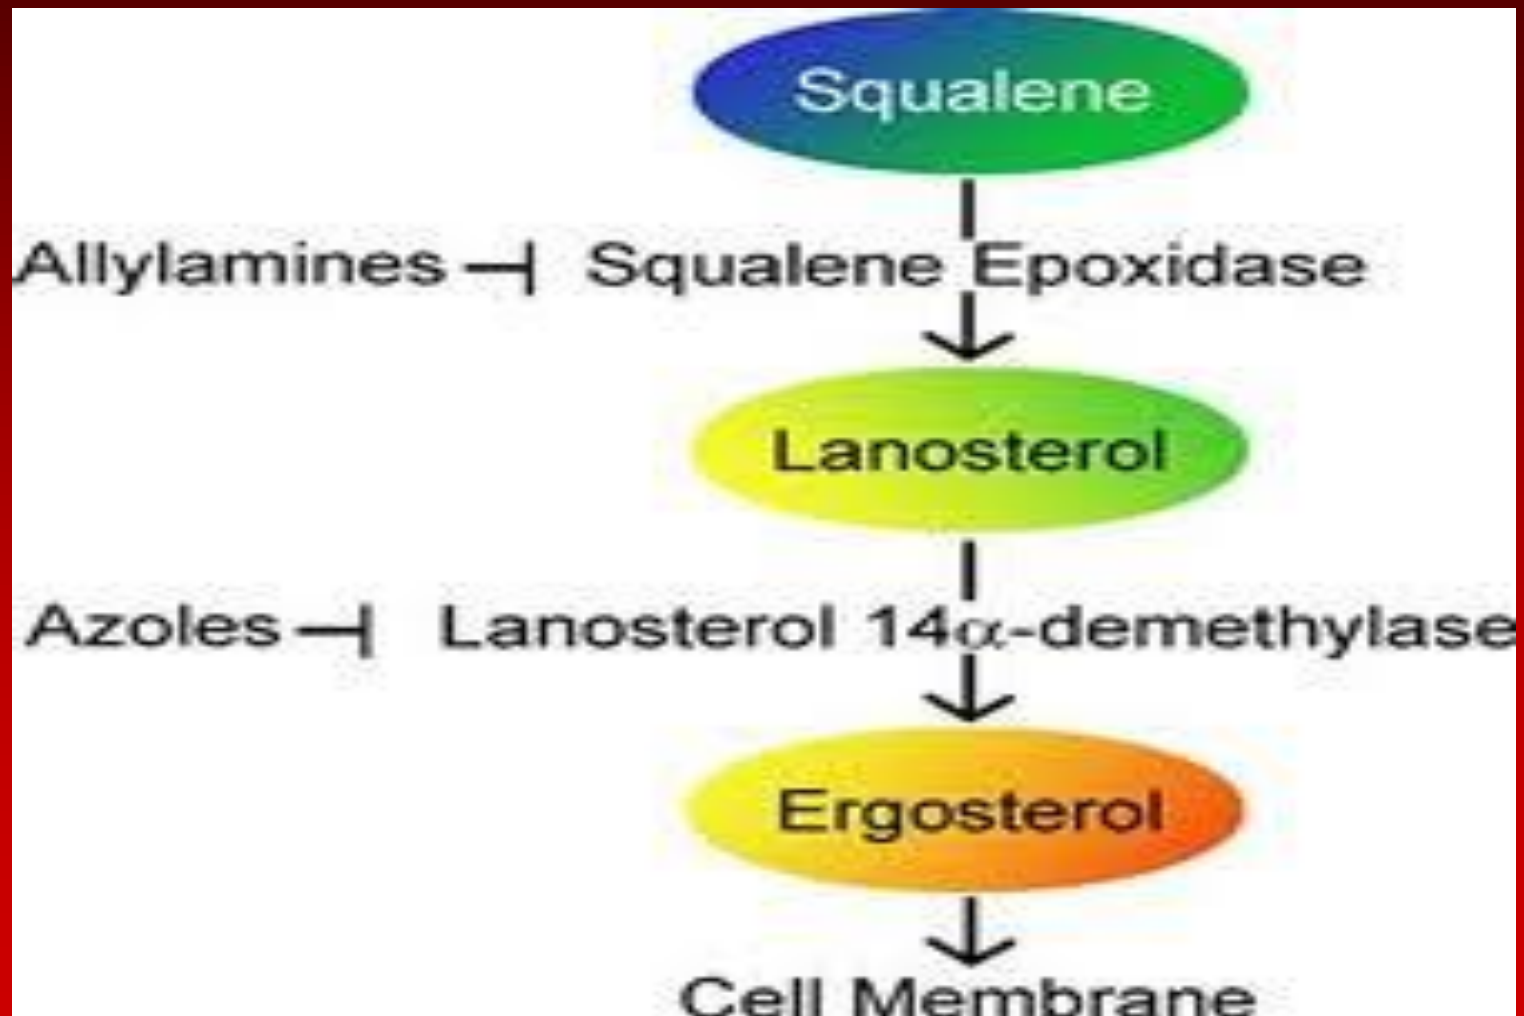 Squalene
Allylamines Squalene Epoxidase
Lanosterol
Azoles Lanosterol 14α-demethylase
Ergosterol
Cell Membrane